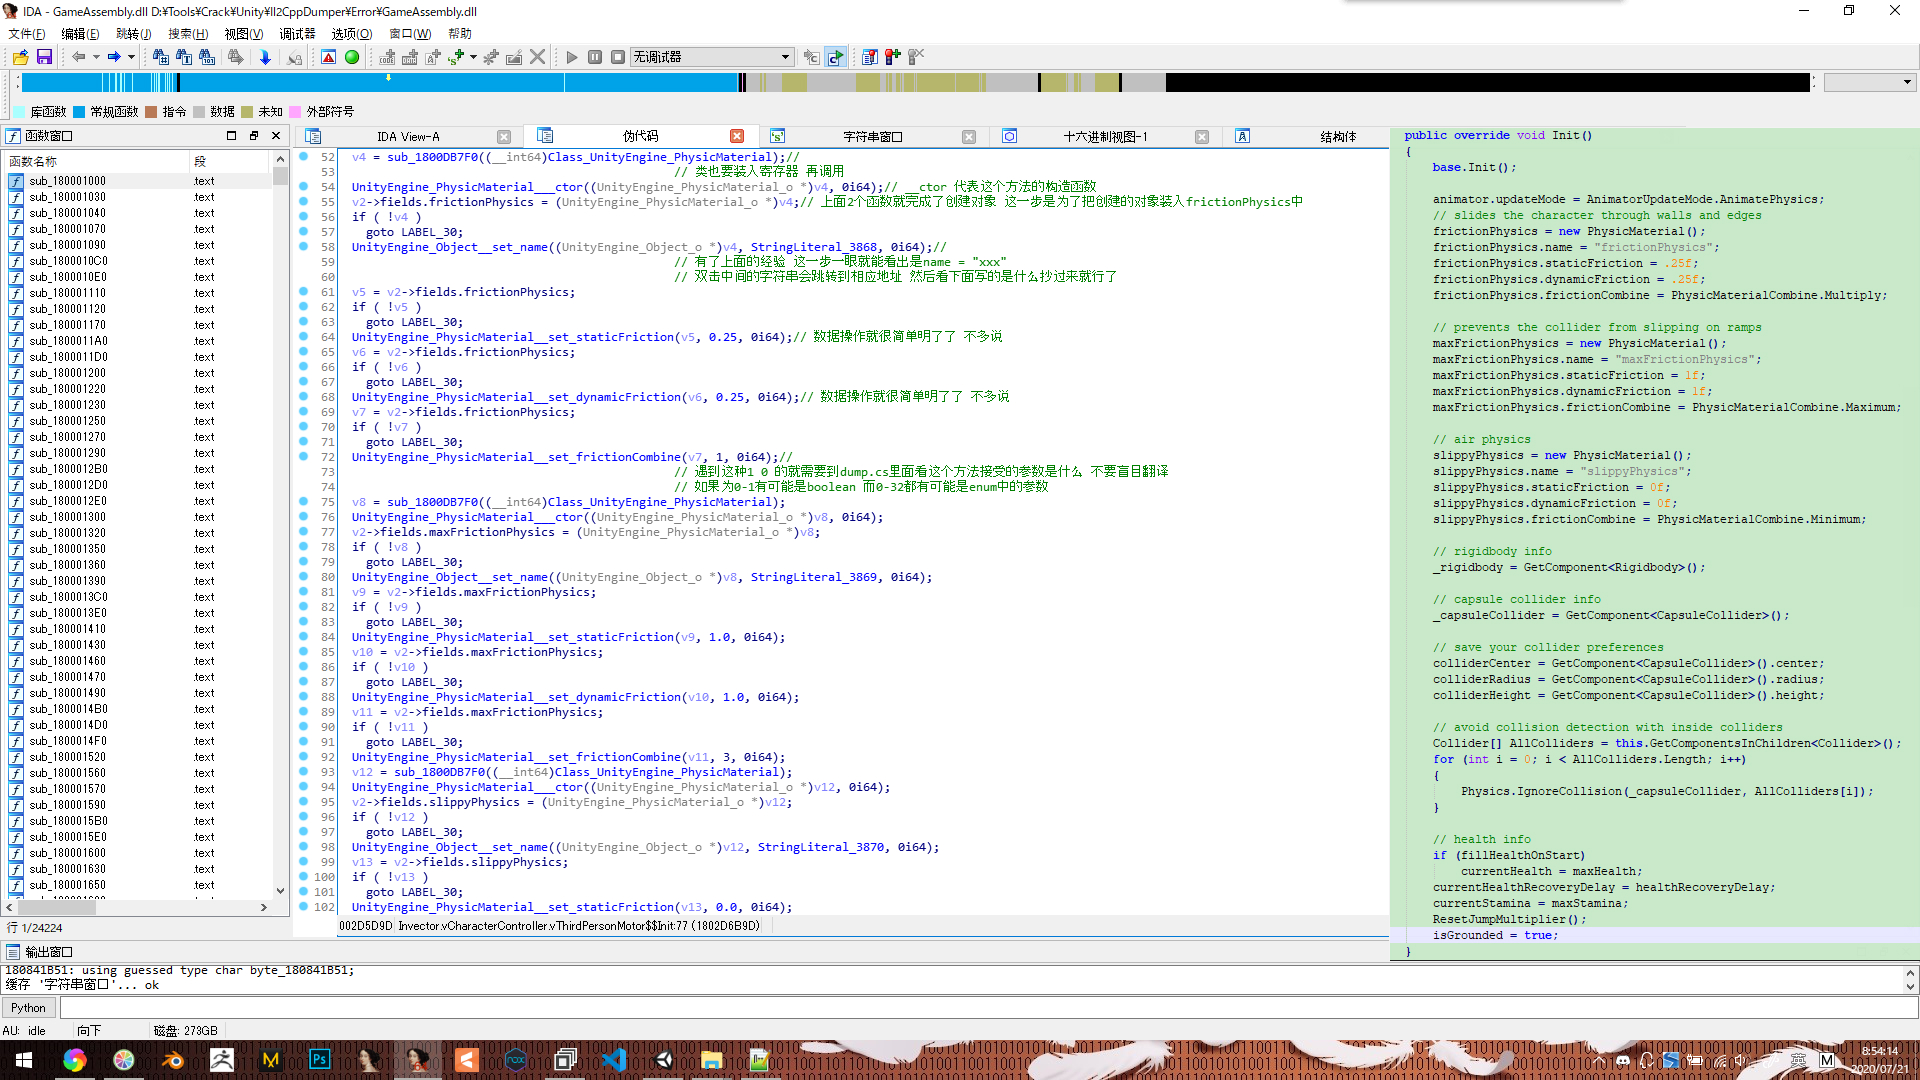 IDA - GameAssembly.dll D:¥Tools¥Crack¥Unity¥Il2CppDumper¥Error¥GameAssembly.dll
文件(F) 编辑(E) 跳转(J) 搜索(H) 视图(V) 调试器 选项(O) 窗口(W) 帮助
无调试器
库函数 常规函数 指令 数据 未知 外部符号
函数窗口
函数名称 段
sub_180001000 .text
sub_180001030 .text
sub_180001040 .text
sub_180001070 .text
sub_180001090 .text
sub_1800010C0 .text
sub_1800010E0 .text
sub_180001110 .text
sub_180001120 .text
sub_180001170 .text
sub_1800011A0 .text
sub_1800011D0 .text
sub_180001200 .text
sub_180001220 .text
sub_180001230 .text
sub_180001250 .text
sub_180001270 .text
sub_180001290 .text
sub_1800012B0 .text
sub_1800012D0 .text
sub_1800012E0 .text
sub_180001300 .text
sub_180001320 .text
sub_180001350 .text
sub_180001360 .text
sub_180001390 .text
sub_1800013C0 .text
sub_1800013E0 .text
sub_180001410 .text
sub_180001430 .text
sub_180001460 .text
sub_180001470 .text
sub_180001490 .text
sub_1800014B0 .text
sub_1800014D0 .text
sub_1800014F0 .text
sub_180001520 .text
sub_180001560 .text
sub_180001570 .text
sub_180001590 .text
sub_1800015B0 .text
sub_1800015E0 .text
sub_180001600 .text
sub_180001630 .text
sub_180001650 .text
行 1/24224
IDA View-A 伪代码 字符串窗口 十六进制视图-1 结构体
52 v4 = sub_1800DB7F0((__int64)Class_UnityEngine_PhysicMaterial);//
53 // 类也要装入寄存器 再调用
54 UnityEngine_PhysicMaterial___ctor((UnityEngine_PhysicMaterial_o *)v4, 0i64);// __ctor 代表这个方法的构造函数
55 v2->fields.frictionPhysics = (UnityEngine_PhysicMaterial_o *)v4;// 上面2个函数就完成了创建对象 这一步是为了把创建的对象装入frictionPhysics中
56 if ( !v4 )
57 goto LABEL_30;
58 UnityEngine_Object__set_name((UnityEngine_Object_o *)v4, StringLiteral_3868, 0i64);//
59 // 有了上面的经验 这一步一眼就能看出是name = "xxx"
60 // 双击中间的字符串会跳转到相应地址 然后看下面写的是什么抄过来就行了
61 v5 = v2->fields.frictionPhysics;
62 if ( !v5 )
63 goto LABEL_30;
64 UnityEngine_PhysicMaterial__set_staticFriction(v5, 0.25, 0i64);// 数据操作就很简单明了了 不多说
65 v6 = v2->fields.frictionPhysics;
66 if ( !v6 )
67 goto LABEL_30;
68 UnityEngine_PhysicMaterial__set_dynamicFriction(v6, 0.25, 0i64);// 数据操作就很简单明了了 不多说
69 v7 = v2->fields.frictionPhysics;
70 if ( !v7 )
71 goto LABEL_30;
72 UnityEngine_PhysicMaterial__set_frictionCombine(v7, 1, 0i64);//
73 // 遇到这种1 0 的就需要到dump.cs里面看这个方法接受的参数是什么 不要盲目翻译
74 // 如果为0-1有可能是boolean 而0-32都有可能是enum中的参数
75 v8 = sub_1800DB7F0((__int64)Class_UnityEngine_PhysicMaterial);
76 UnityEngine_PhysicMaterial___ctor((UnityEngine_PhysicMaterial_o *)v8, 0i64);
77 v2->fields.maxFrictionPhysics = (UnityEngine_PhysicMaterial_o *)v8;
78 if ( !v8 )
79 goto LABEL_30;
80 UnityEngine_Object__set_name((UnityEngine_Object_o *)v8, StringLiteral_3869, 0i64);
81 v9 = v2->fields.maxFrictionPhysics;
82 if ( !v9 )
83 goto LABEL_30;
84 UnityEngine_PhysicMaterial__set_staticFriction(v9, 1.0, 0i64);
85 v10 = v2->fields.maxFrictionPhysics;
86 if ( !v10 )
87 goto LABEL_30;
88 UnityEngine_PhysicMaterial__set_dynamicFriction(v10, 1.0, 0i64);
89 v11 = v2->fields.maxFrictionPhysics;
90 if ( !v11 )
91 goto LABEL_30;
92 UnityEngine_PhysicMaterial__set_frictionCombine(v11, 3, 0i64);
93 v12 = sub_1800DB7F0((__int64)Class_UnityEngine_PhysicMaterial);
94 UnityEngine_PhysicMaterial___ctor((UnityEngine_PhysicMaterial_o *)v12, 0i64);
95 v2->fields.slippyPhysics = (UnityEngine_PhysicMaterial_o *)v12;
96 if ( !v12 )
97 goto LABEL_30;
98 UnityEngine_Object__set_name((UnityEngine_Object_o *)v12, StringLiteral_3870, 0i64);
99 v13 = v2->fields.slippyPhysics;
100 if ( !v13 )
101 goto LABEL_30;
102 UnityEngine_PhysicMaterial__set_staticFriction(v13, 0.0, 0i64);
002D5D9D Invector.vCharacterController.vThirdPersonMotor$$Init:77 (1802D6B9D)
public override void Init()
{
base.Init();
animator.updateMode = AnimatorUpdateMode.AnimatePhysics;
// slides the character through walls and edges
frictionPhysics = new PhysicMaterial();
frictionPhysics.name = "frictionPhysics";
frictionPhysics.staticFriction = .25f;
frictionPhysics.dynamicFriction = .25f;
frictionPhysics.frictionCombine = PhysicMaterialCombine.Multiply;
// prevents the collider from slipping on ramps
maxFrictionPhysics = new PhysicMaterial();
maxFrictionPhysics.name = "maxFrictionPhysics";
maxFrictionPhysics.staticFriction = 1f;
maxFrictionPhysics.dynamicFriction = 1f;
maxFrictionPhysics.frictionCombine = PhysicMaterialCombine.Maximum;
// air physics
slippyPhysics = new PhysicMaterial();
slippyPhysics.name = "slippyPhysics";
slippyPhysics.staticFriction = 0f;
slippyPhysics.dynamicFriction = 0f;
slippyPhysics.frictionCombine = PhysicMaterialCombine.Minimum;
// rigidbody info
_rigidbody = GetComponent<Rigidbody>();
// capsule collider info
_capsuleCollider = GetComponent<CapsuleCollider>();
// save your collider preferences
colliderCenter = GetComponent<CapsuleCollider>().center;
colliderRadius = GetComponent<CapsuleCollider>().radius;
colliderHeight = GetComponent<CapsuleCollider>().height;
// avoid collision detection with inside colliders
Collider[] AllColliders = this.GetComponentsInChildren<Collider>();
for (int i = 0; i < AllColliders.Length; i++)
{
Physics.IgnoreCollision(_capsuleCollider, AllColliders[i]);
}
// health info
if (fillHealthOnStart)
currentHealth = maxHealth;
currentHealthRecoveryDelay = healthRecoveryDelay;
currentStamina = maxStamina;
ResetJumpMultiplier();
isGrounded = true;
}
输出窗口
180841B51: using guessed type char byte_180841B51;
缓存 '字符串窗口'... ok
Python
AU: idle 向下 磁盘: 273GB
8:54:14
2020/07/21
英 M